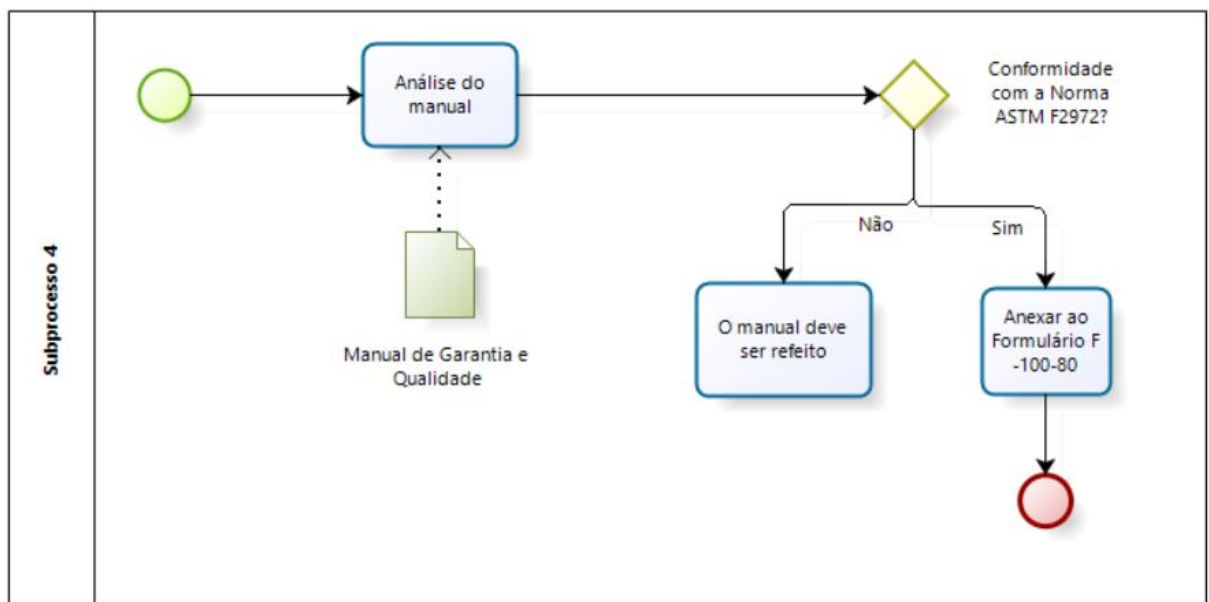 Subprocesso 4
Análise do
manual
Conformidade
com a Norma
ASTM F2972?
Não
Sim
Manual de Garantia e
Qualidade
O manual deve
ser refeito
Anexar ao
Formulário F
-100-80